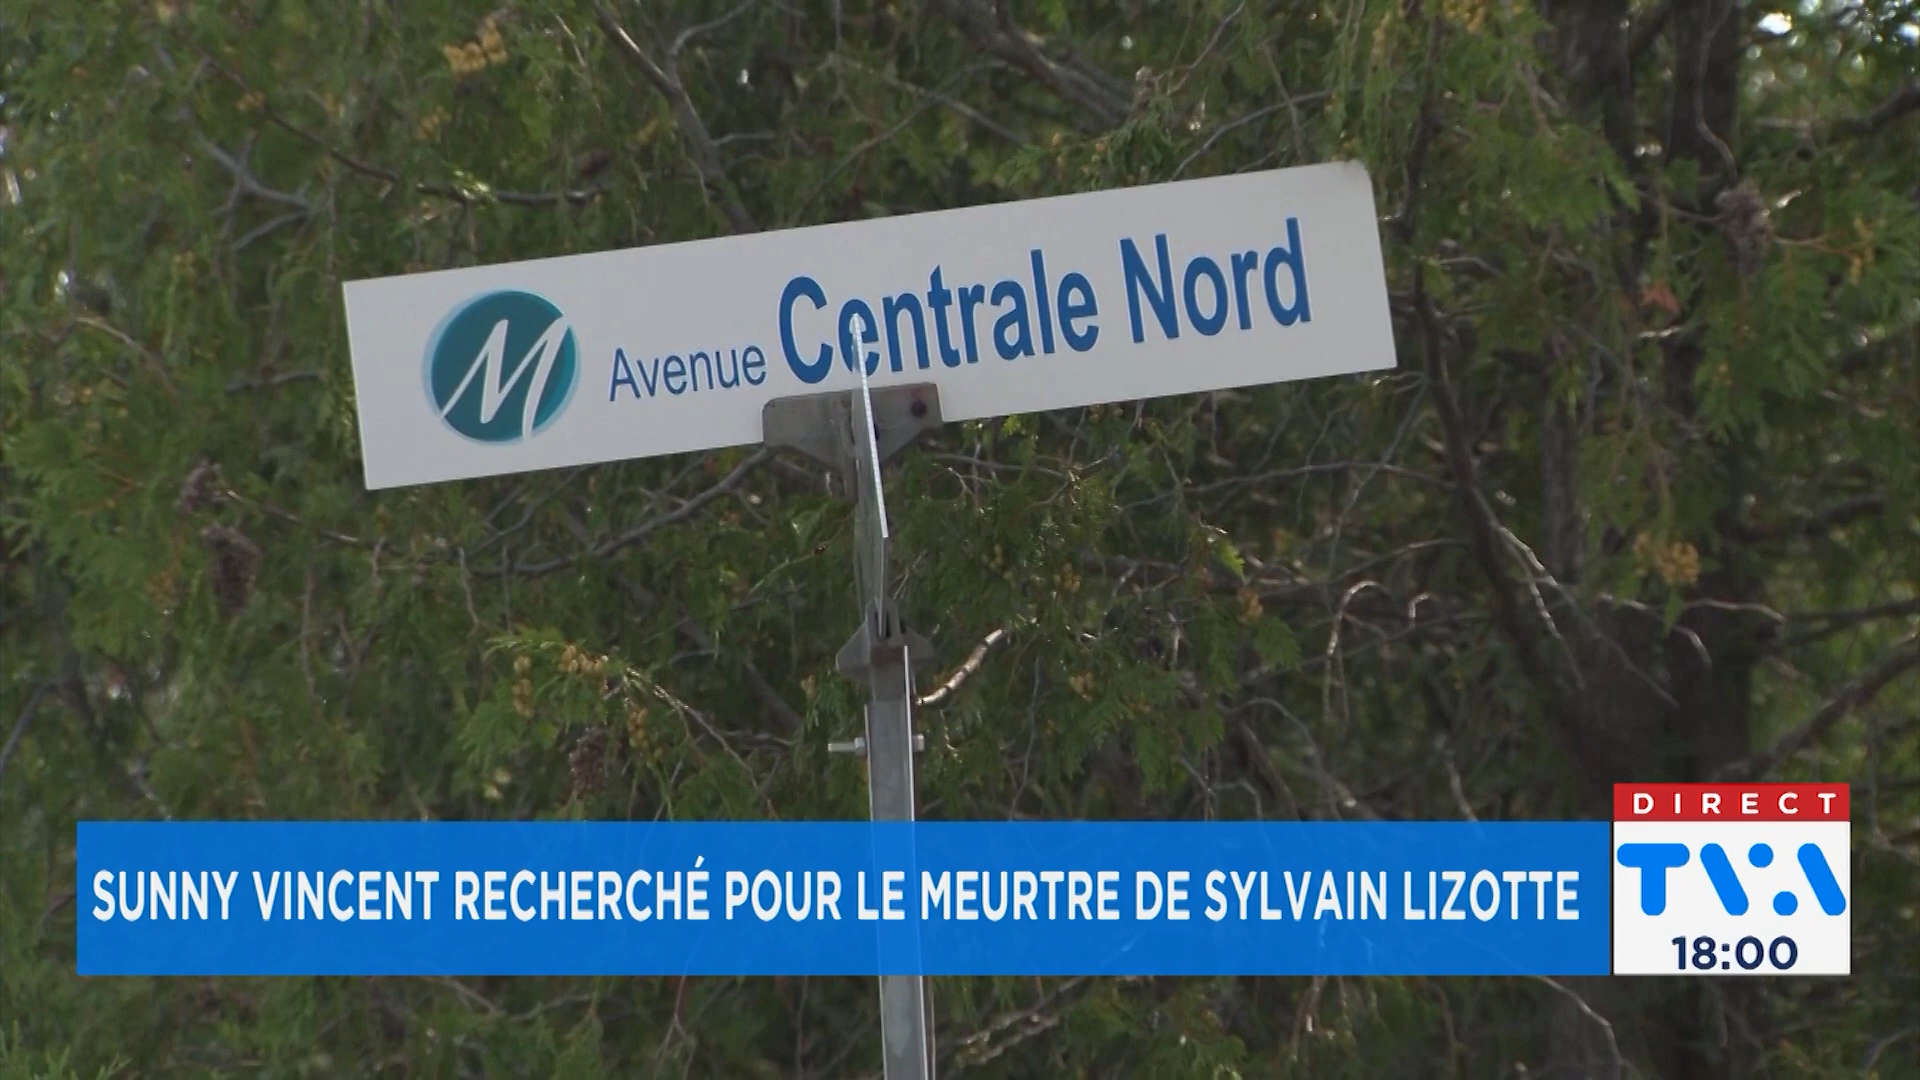 M Avenue Centrale Nord
DIRECT
TVA
SUNNY VINCENT RECHERCHÉ POUR LE MEURTRE DE SYLVAIN LIZOTTE
18:00